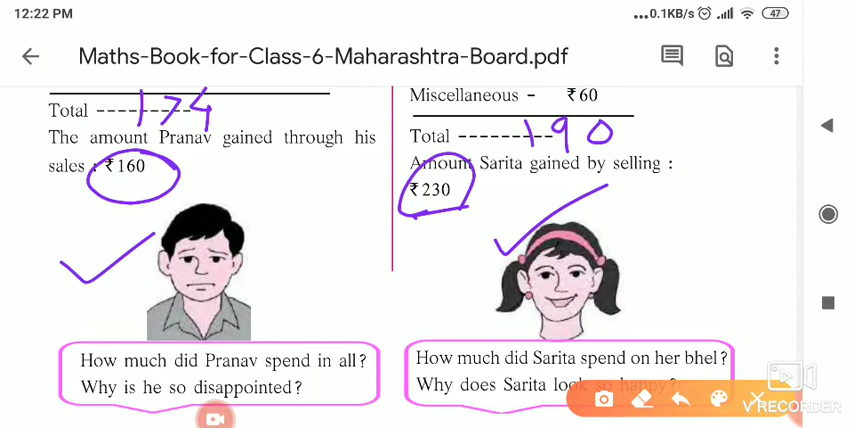 12:22 PM
...0.1KB/s
47
Maths-Book-for-Class-6-Maharashtra-Board.pdf
Total ----------- 174
The amount Pranav gained through his
sales : ₹160
How much did Pranav spend in all?
Why is he so disappointed?
Miscellaneous - ₹60
Total ----------- 190
Amount Sarita gained by selling :
₹230
How much did Sarita spend on her bhel?
Why does Sarita look so happy?
V RECORDER